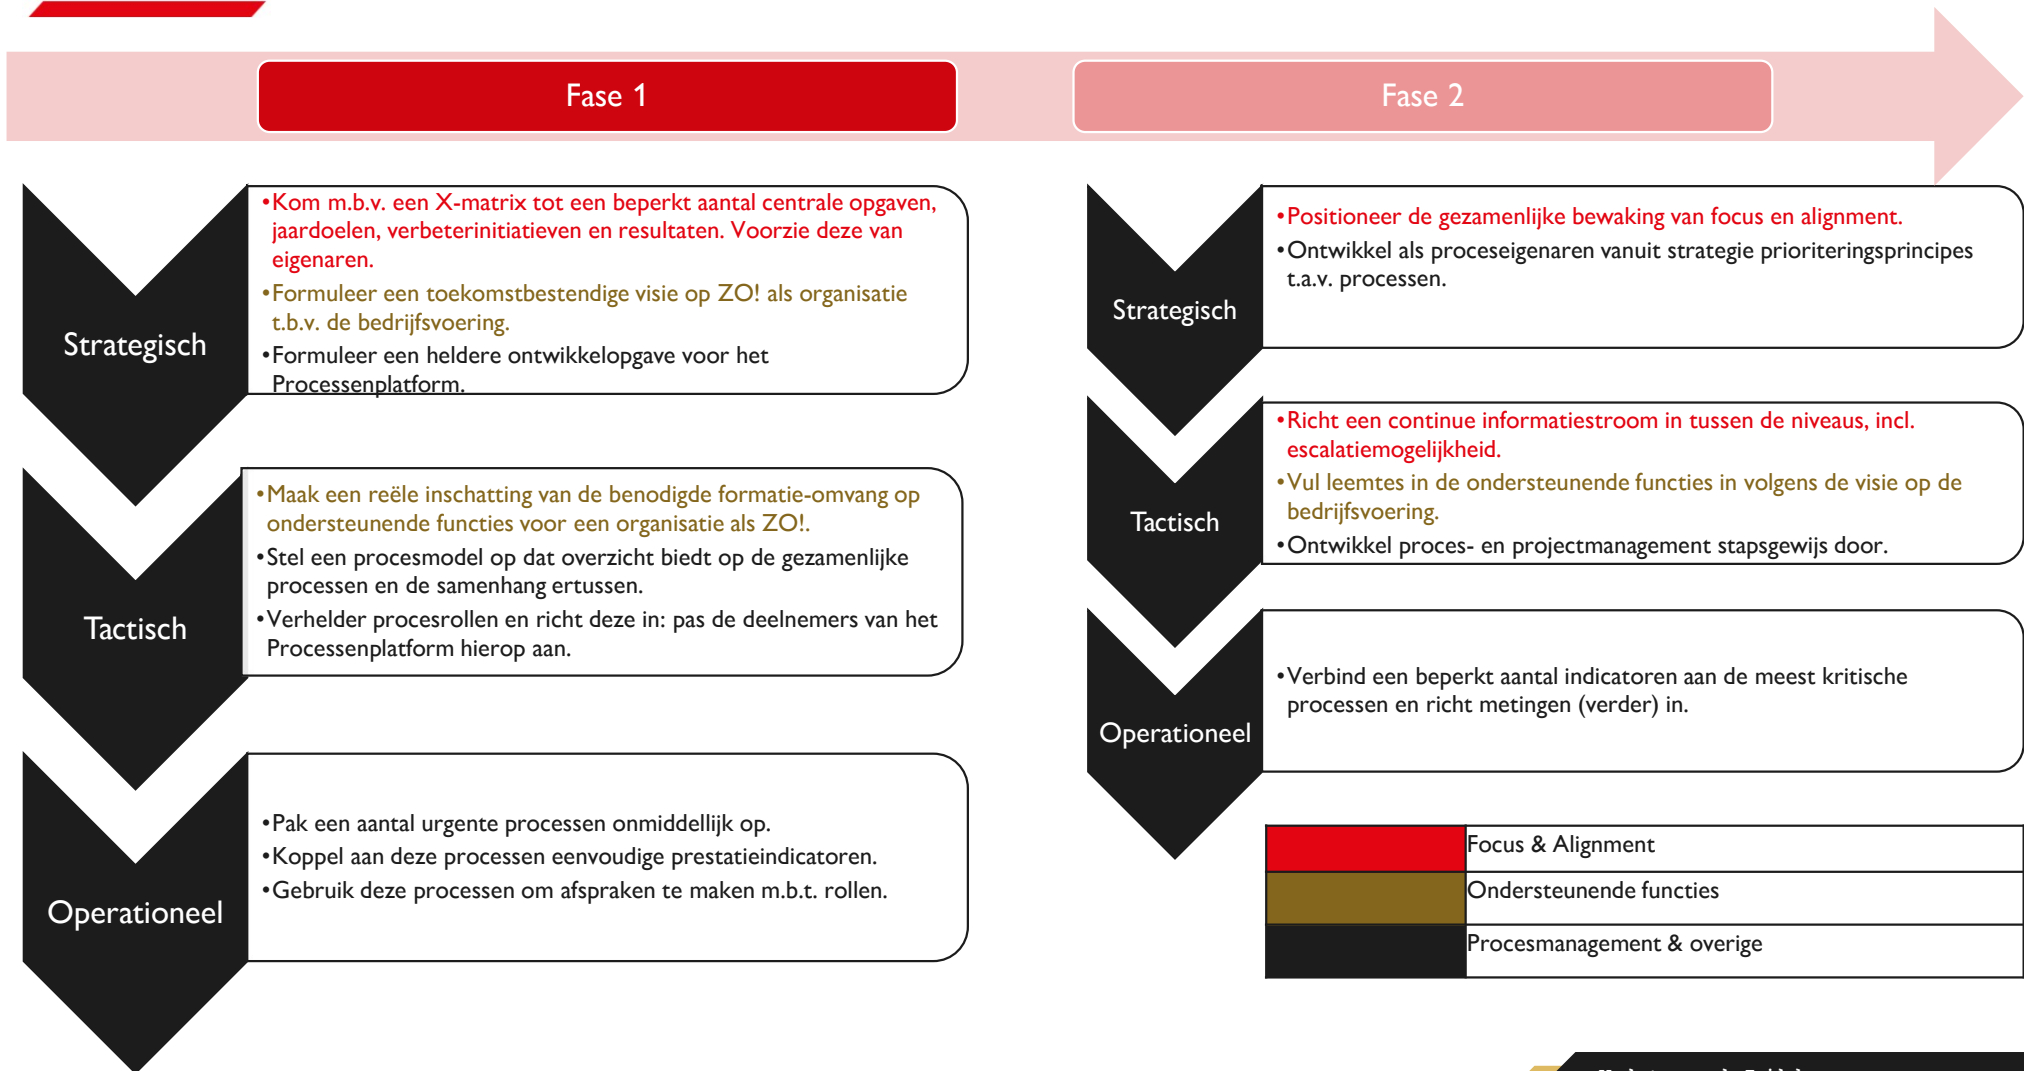 Fase 1
Fase 2
Strategisch
•Kom m.b.v. een X-matrix tot een beperkt aantal centrale opgaven,
jaardoelen, verbeterinitiatieven en resultaten. Voorzie deze van
eigenaren.
•Formuleer een toekomstbestendige visie op ZO! als organisatie
t.b.v. de bedrijfsvoering.
•Formuleer een heldere ontwikkelopgave voor het
Processenplatform.
Tactisch
•Maak een reële inschatting van de benodigde formatie-omvang op
ondersteunende functies voor een organisatie als ZO!.
•Stel een procesmodel op dat overzicht biedt op de gezamenlijke
processen en de samenhang ertussen.
•Verhelder procesrollen en richt deze in: pas de deelnemers van het
Processenplatform hierop aan.
Operationeel
•Pak een aantal urgente processen onmiddellijk op.
•Koppel aan deze processen eenvoudige prestatieindicatoren.
•Gebruik deze processen om afspraken te maken m.b.t. rollen.
Strategisch
•Positioneer de gezamenlijke bewaking van focus en alignment.
•Ontwikkel als proceseigenaren vanuit strategie prioriteringsprincipes
t.a.v. processen.
Tactisch
•Richt een continue informatiestroom in tussen de niveaus, incl.
escalatiemogelijkheid.
•Vul leemtes in de ondersteunende functies in volgens de visie op de
bedrijfsvoering.
•Ontwikkel proces- en projectmanagement stapsgewijs door.
Operationeel
•Verbind een beperkt aantal indicatoren aan de meest kritische
processen en richt metingen (verder) in.
Focus & Alignment
Ondersteunende functies
Procesmanagement & overige